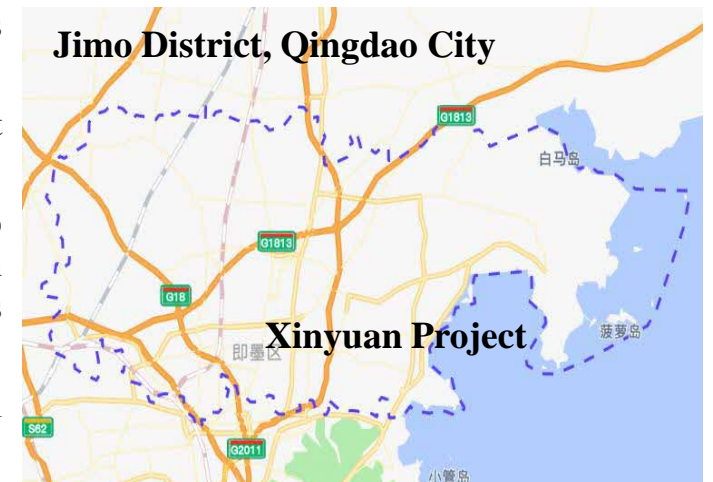 Jimo District, Qingdao City
G1813
白马岛
G1813
G18
菠萝岛
Xinyuan Project
即墨区
S62
G2011
小管岛